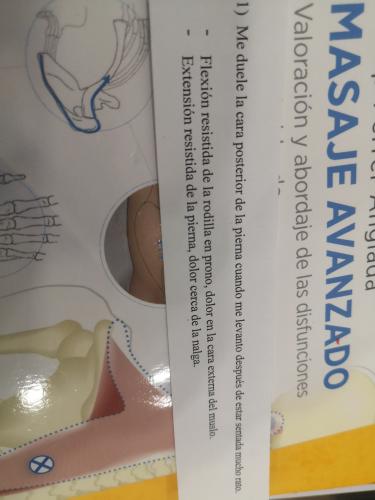 Anglada
MASAJE AVANZADO
Valoración y abordaje de las disfunciones
1) Me duele la cara posterior de la pierna cuando me levanto después de estar sentada mucho rato.
- Flexión resistida de la rodilla en prono, dolor en la cara externa del muslo.
- Extensión resistida de la pierna, dolor cerca de la nalga.